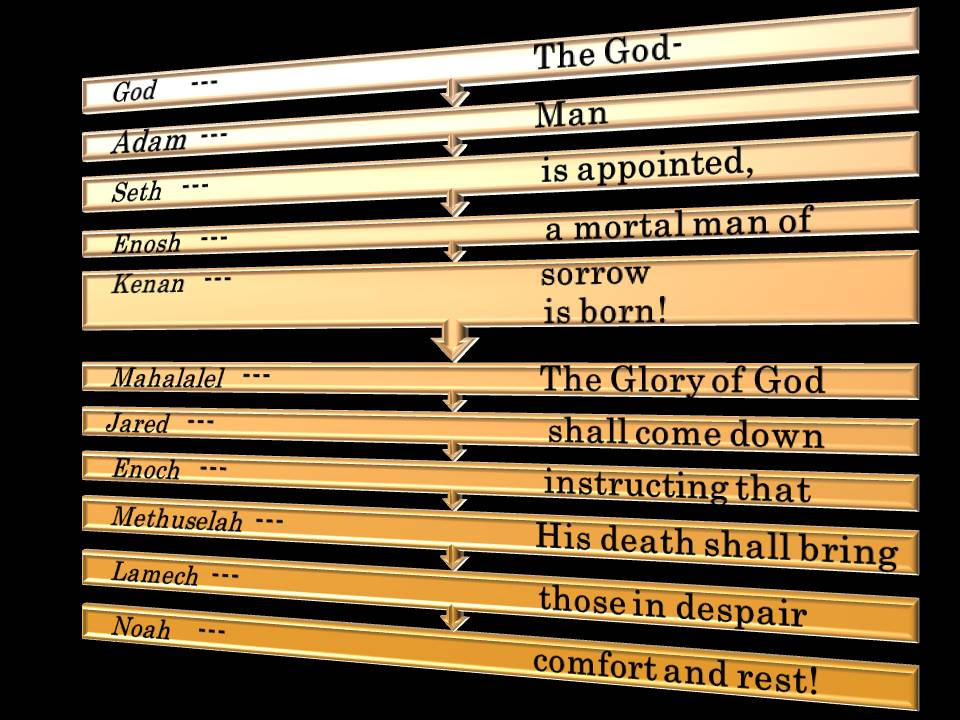 God --- The God-
Adam --- Man
Seth --- is appointed,
Enosh --- a mortal man of
Kenan --- sorrow
is born!
Mahalalel --- The Glory of God
Jared --- shall come down
Enoch --- instructing that
Methuselah --- His death shall bring
Lamech --- those in despair
Noah --- comfort and rest!